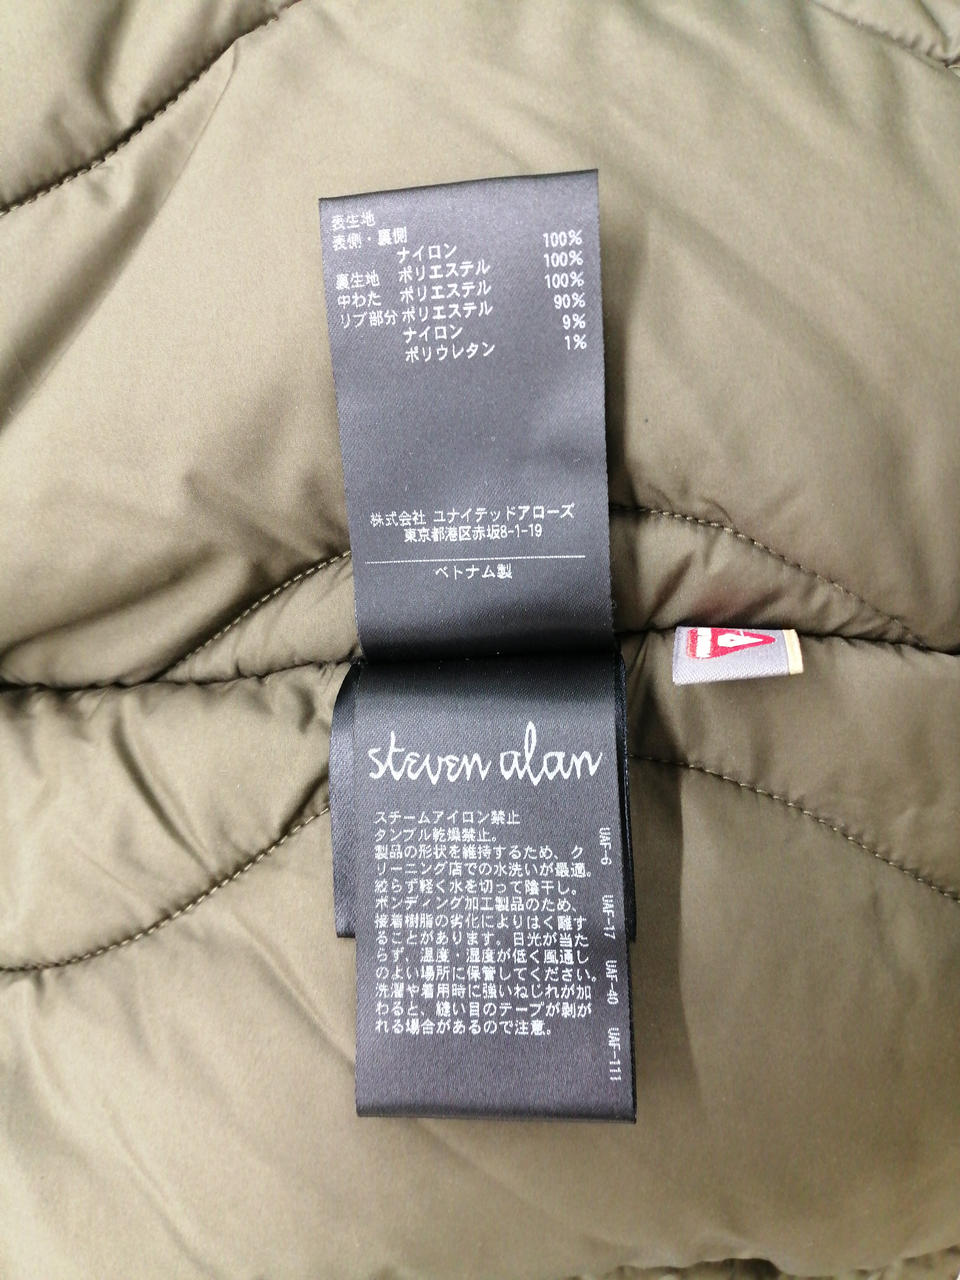 表生地
表側・裏側
ナイロン 100%
裏生地 ポリエステル 100%
中わた ポリエステル 100%
リブ部分 ポリエステル 90%
ナイロン 9%
ポリウレタン 1%
株式会社 ユナイテッドアローズ
東京都港区赤坂8-1-19
ベトナム製
steven alan
スチームアイロン禁止
タンブル乾燥禁止。
製品の形状を維持するため、ク
リーニング店での水洗いが最適。
絞らず軽く水を切って陰干し。
ボンディング加工製品のため、
接着樹脂の劣化によりはく離す
ることがあります。日光が当た
らず、温度・湿度が低く風通し
のよい場所に保管してください。
洗濯や着用時に強いねじれが加
わると、縫い目のテープが剥が
れる場合があるので注意。
UAF-6 UAF-17 UAF-40 UAF-111